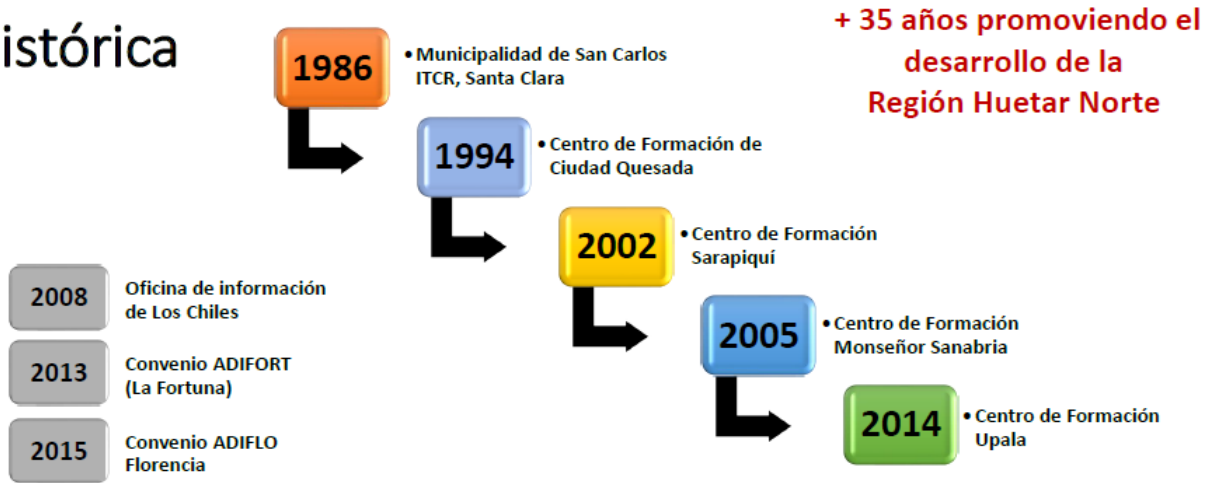 istórica
+ 35 años promoviendo el
desarrollo de la
Región Huetar Norte
1986
• Municipalidad de San Carlos
ITCR, Santa Clara
1994
• Centro de Formación de
Ciudad Quesada
2002
• Centro de Formación
Sarapiquí
2005
• Centro de Formación
Monseñor Sanabria
2014
• Centro de Formación
Upala
2008
Oficina de información
de Los Chiles
2013
Convenio ADIFORT
(La Fortuna)
2015
Convenio ADIFLO
Florencia